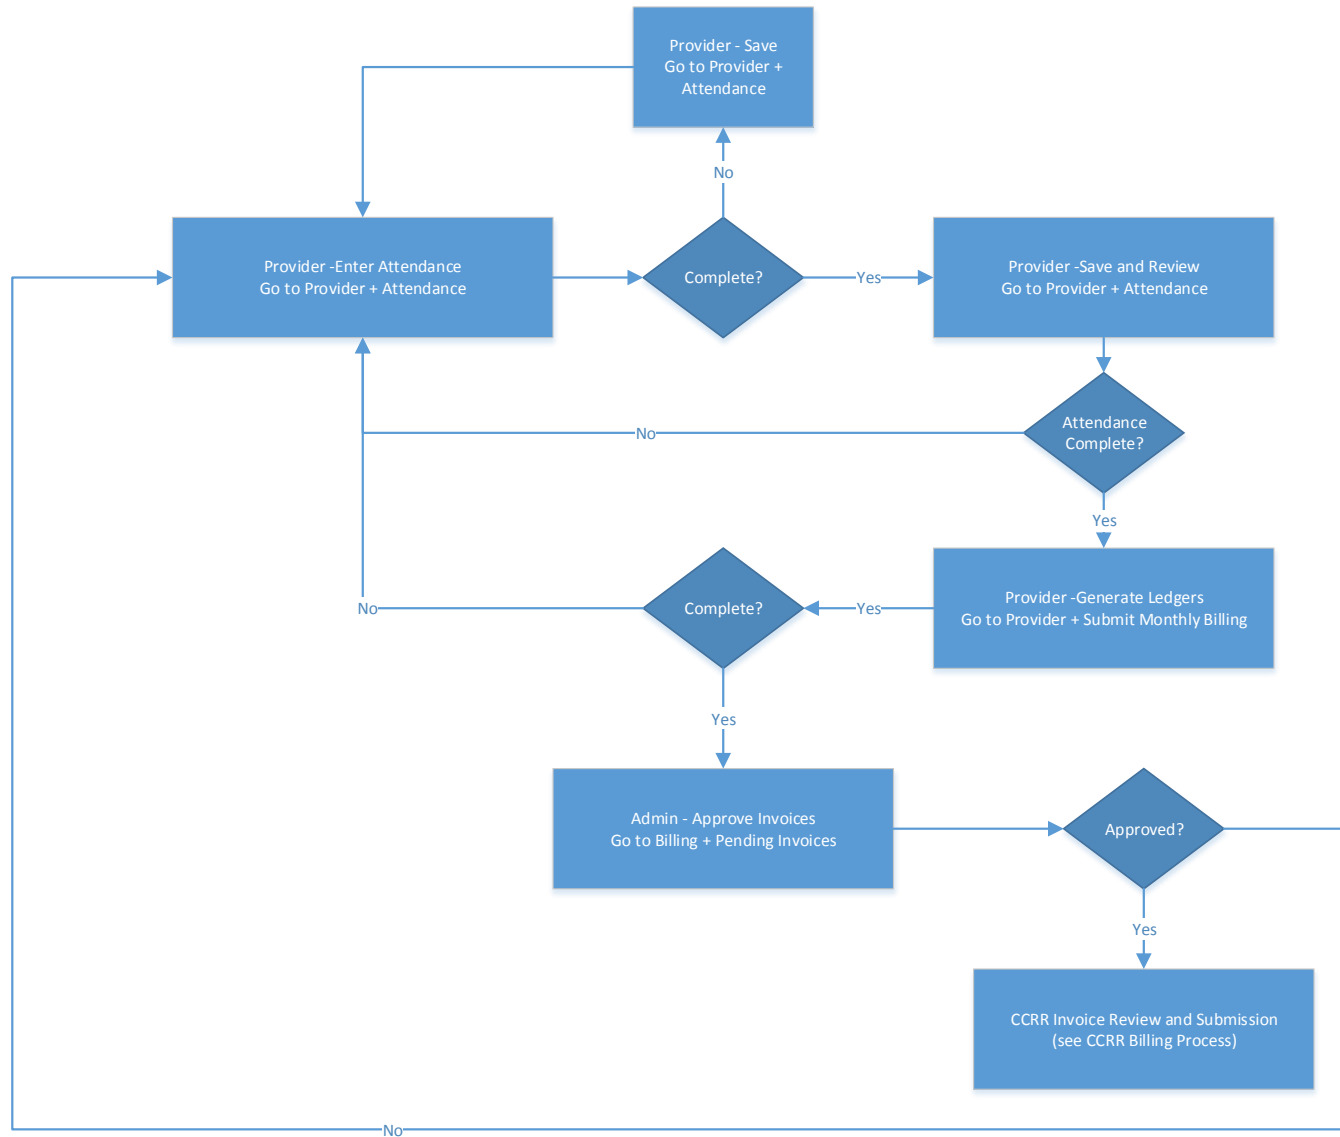 Provider - Save
Go to Provider +
Attendance
No
Provider -Enter Attendance
Go to Provider + Attendance
Complete?
Yes
Provider -Save and Review
Go to Provider + Attendance
Attendance
Complete?
No
Yes
Provider -Generate Ledgers
Go to Provider + Submit Monthly Billing
Yes
Complete?
No
Yes
Admin - Approve Invoices
Go to Billing + Pending Invoices
Approved?
Yes
CCRR Invoice Review and Submission
(see CCRR Billing Process)
No